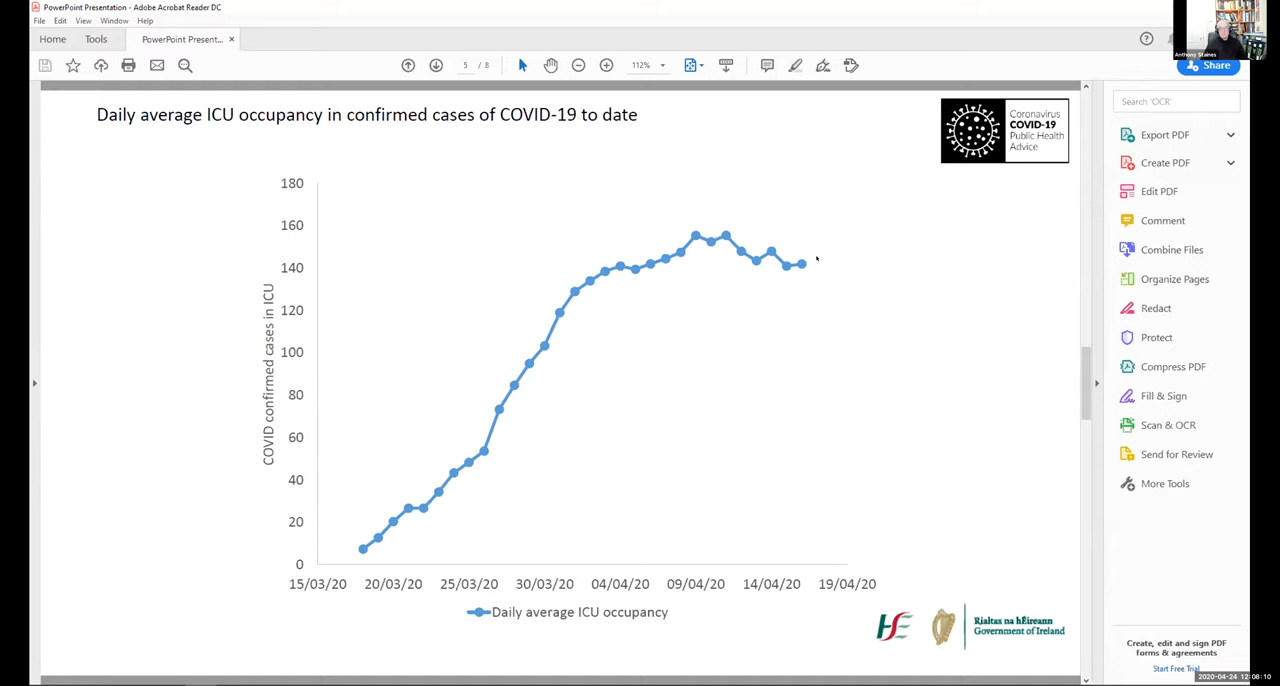 PowerPoint Presentation - Adobe Acrobat Reader DC
File Edit View Window Help
Home Tools PowerPoint Present... ×
5 / 8 112%
Anthony Staines
Share
Daily average ICU occupancy in confirmed cases of COVID-19 to date
Coronavirus
COVID-19
Public Health
Advice
COVID confirmed cases in ICU
180
160
140
120
100
80
60
40
20
0
15/03/20 20/03/20 25/03/20 30/03/20 04/04/20 09/04/20 14/04/20 19/04/20
Daily average ICU occupancy
Rialtas na hÉireann
Government of Ireland
Search 'OCR'
Export PDF
Create PDF
Edit PDF
Comment
Combine Files
Organize Pages
Redact
Protect
Compress PDF
Fill & Sign
Scan & OCR
Send for Review
More Tools
Create, edit and sign PDF
forms & agreements
Start Free Trial
2020-04-24 12:08:10